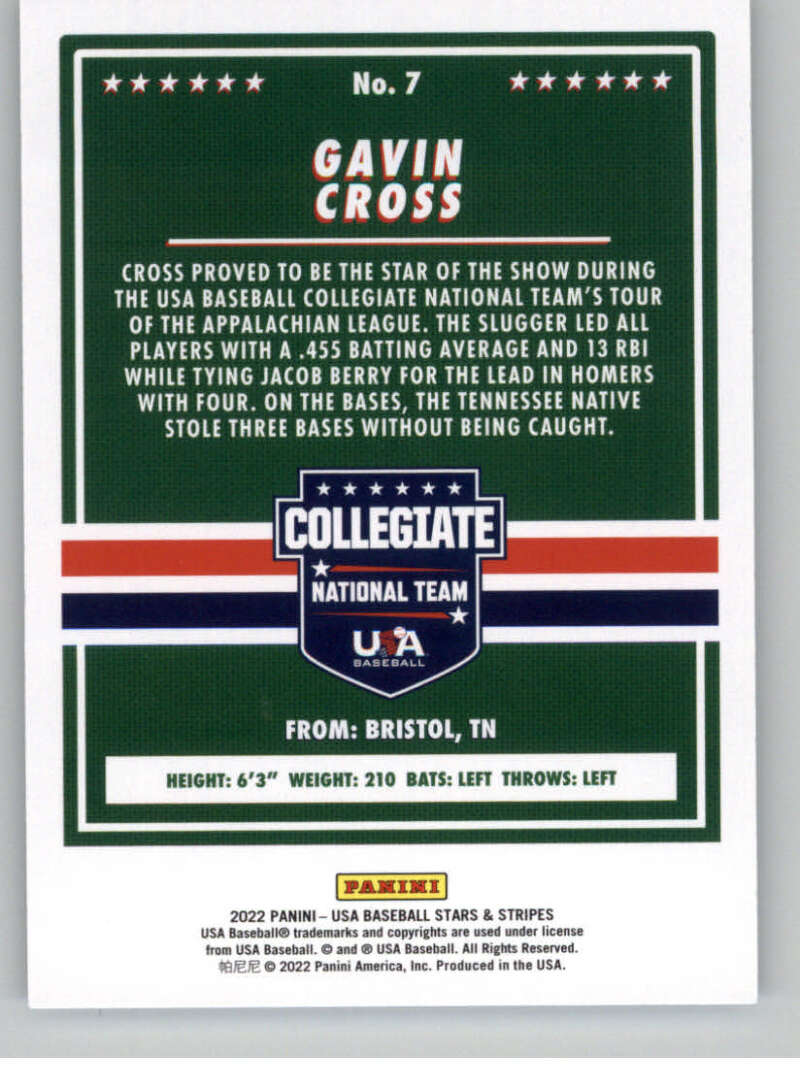 ★★★★★★ No. 7 ★★★★★★
GAVIN
CROSS
CROSS PROVED TO BE THE STAR OF THE SHOW DURING
THE USA BASEBALL COLLEGIATE NATIONAL TEAM'S TOUR
OF THE APPALACHIAN LEAGUE. THE SLUGGER LED ALL
PLAYERS WITH A .455 BATTING AVERAGE AND 13 RBI
WHILE TYING JACOB BERRY FOR THE LEAD IN HOMERS
WITH FOUR. ON THE BASES, THE TENNESSEE NATIVE
STOLE THREE BASES WITHOUT BEING CAUGHT.
COLLEGIATE
NATIONAL TEAM
USA
BASEBALL
FROM: BRISTOL, TN
HEIGHT: 6'3" WEIGHT: 210 BATS: LEFT THROWS: LEFT
PANINI
2022 PANINI – USA BASEBALL STARS & STRIPES
USA Baseball® trademarks and copyrights are used under license
from USA Baseball. © and ® USA Baseball. All Rights Reserved.
帕尼尼 © 2022 Panini America, Inc. Produced in the USA.